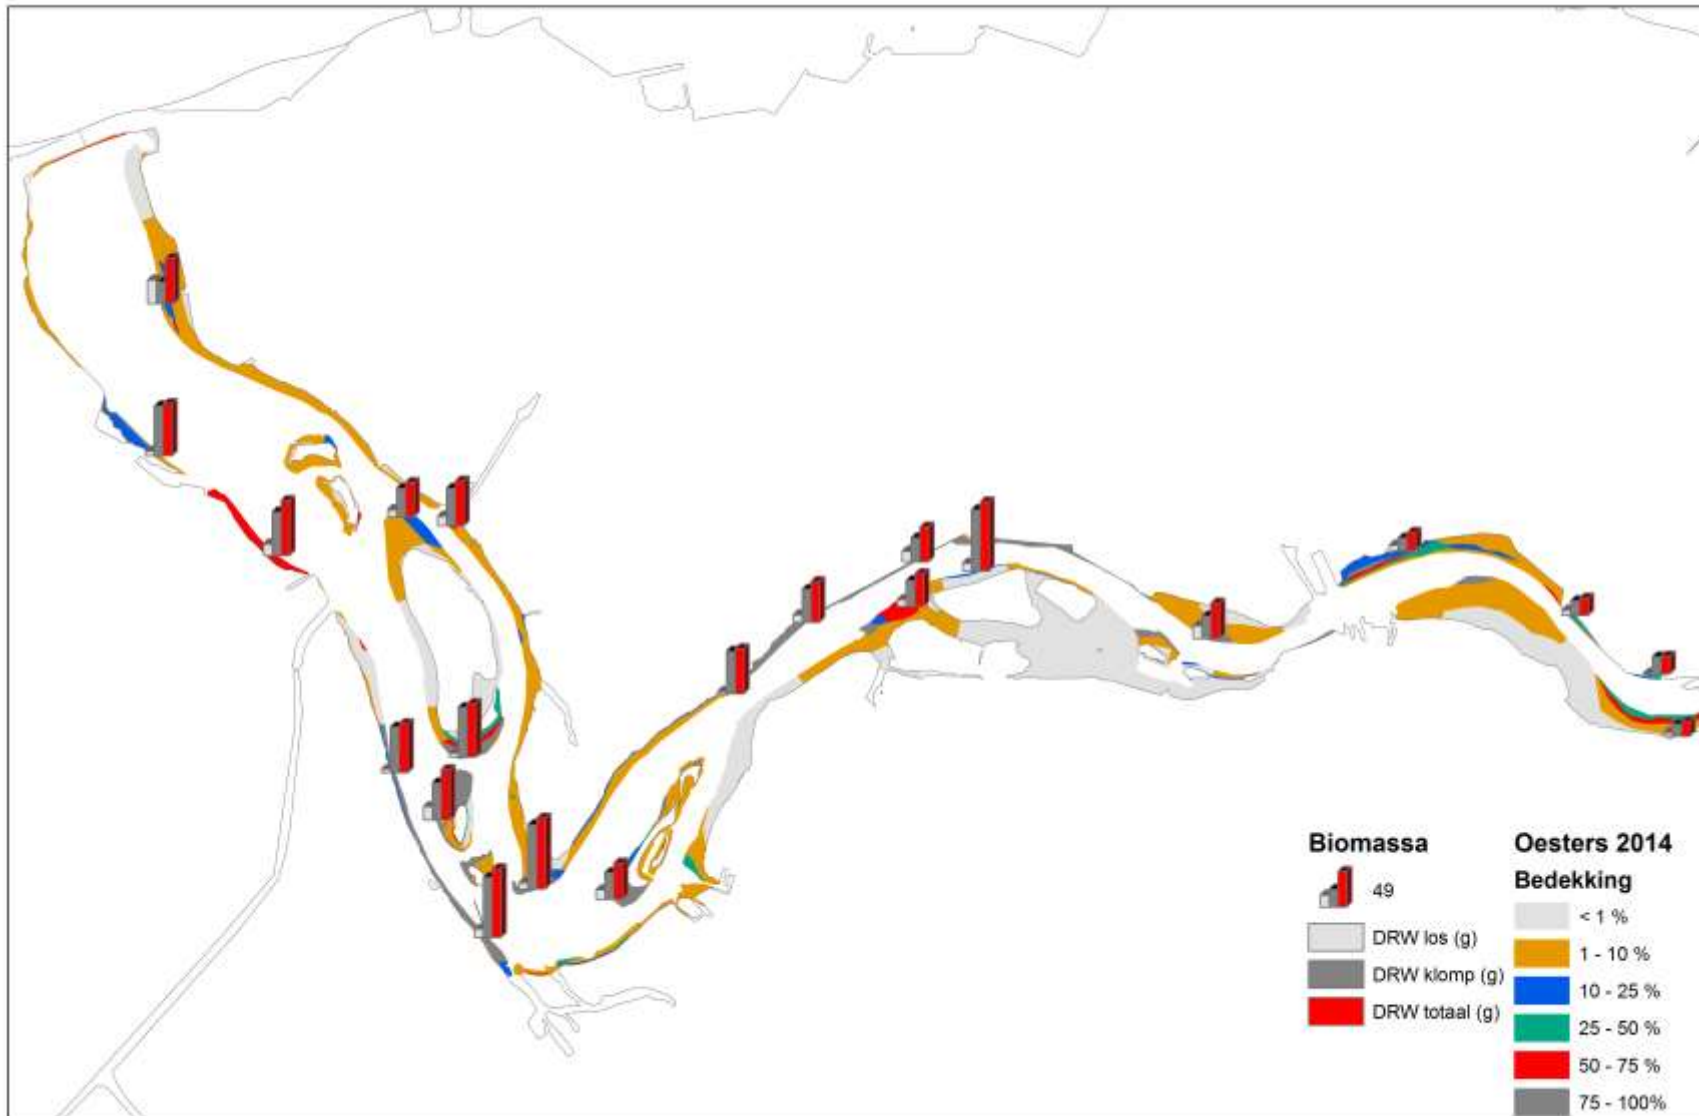 Biomassa
49
DRW los (g)
DRW klomp (g)
DRW totaal (g)
Oesters 2014
Bedekking
< 1 %
1 - 10 %
10 - 25 %
25 - 50 %
50 - 75 %
75 - 100%